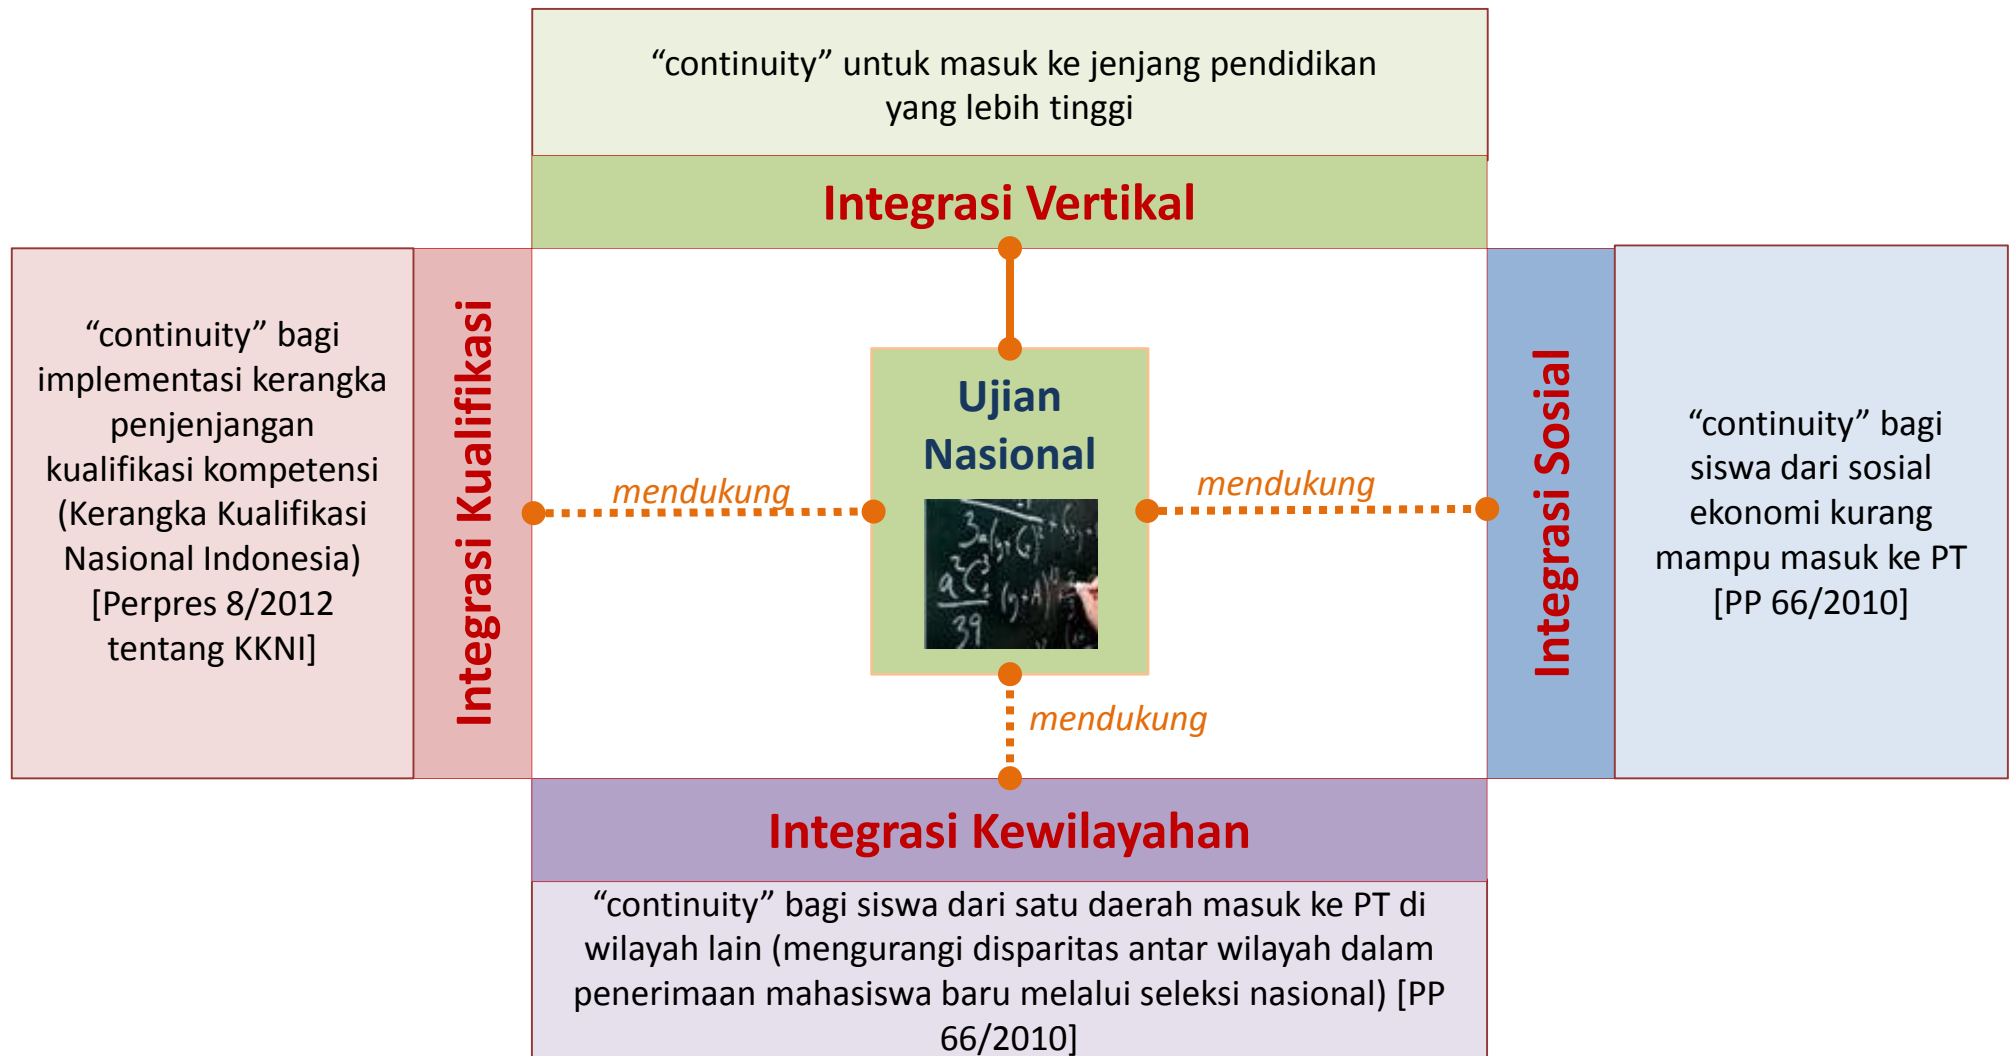 “continuity” untuk masuk ke jenjang pendidikan
yang lebih tinggi
Integrasi Vertikal
“continuity” bagi
implementasi kerangka
penjenjangan
kualifikasi kompetensi
(Kerangka Kualifikasi
Nasional Indonesia)
[Perpres 8/2012
tentang KKNI]
Integrasi Kualifikasi
mendukung
Ujian
Nasional
mendukung
Integrasi Sosial
“continuity” bagi
siswa dari sosial
ekonomi kurang
mampu masuk ke PT
[PP 66/2010]
mendukung
Integrasi Kewilayahan
“continuity” bagi siswa dari satu daerah masuk ke PT di
wilayah lain (mengurangi disparitas antar wilayah dalam
penerimaan mahasiswa baru melalui seleksi nasional) [PP
66/2010]